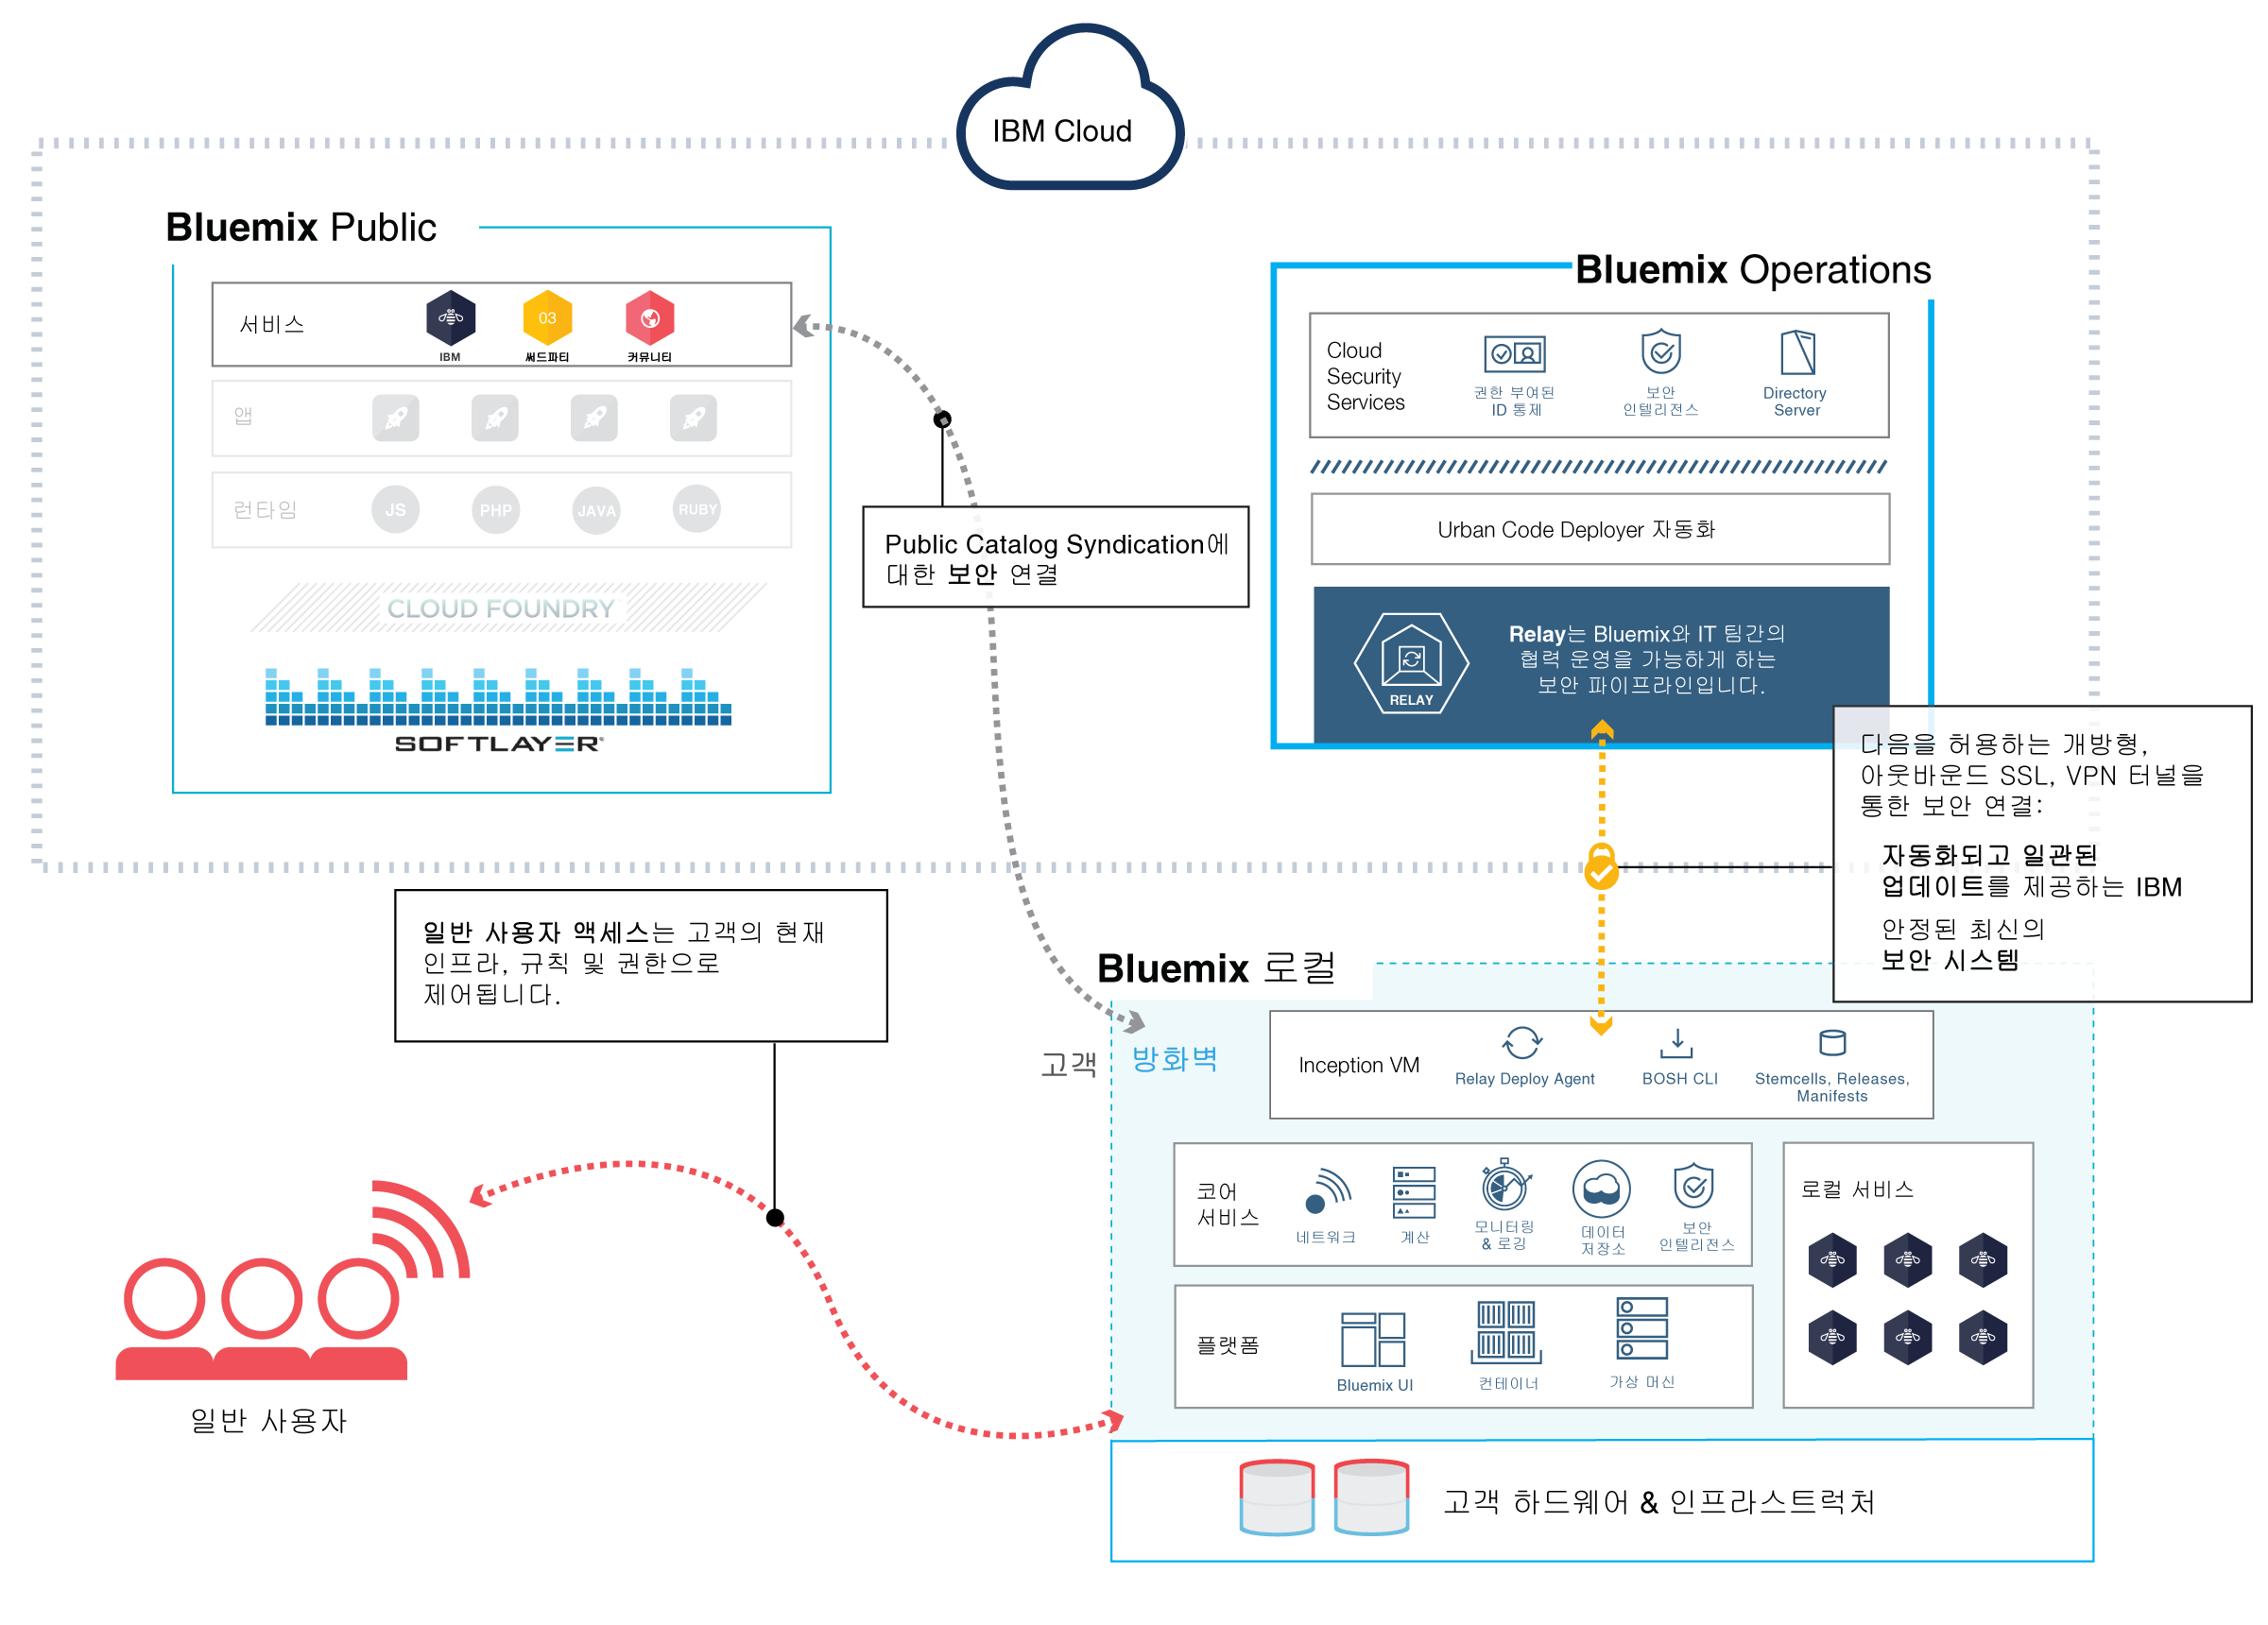 IBM Cloud
Bluemix Public
서비스
IBM
써드파티
커뮤니티
앱
런타임
JS
PHP
JAVA
RUBY
CLOUD FOUNDRY
SOFTLAYER®
Bluemix Operations
Cloud
Security
Services
권한 부여된
ID 통제
보안
인텔리전스
Directory
Server
Urban Code Deployer 자동화
RELAY
Relay는 Bluemix와 IT 팀간의
협력 운영을 가능하게 하는
보안 파이프라인입니다.
03
Public Catalog Syndication에
대한 보안 연결
다음을 허용하는 개방형,
아웃바운드 SSL, VPN 터널을
통한 보안 연결:
자동화되고 일관된
업데이트를 제공하는 IBM
안정된 최신의
보안 시스템
일반 사용자 액세스는 고객의 현재
인프라, 규칙 및 권한으로
제어됩니다.
일반 사용자
Bluemix 로컬
고객
방화벽
Inception VM
Relay Deploy Agent
BOSH CLI
Stemcells, Releases,
Manifests
코어
서비스
네트워크
계산
모니터링
& 로깅
데이터
저장소
보안
인텔리전스
로컬 서비스
플랫폼
Bluemix UI
컨테이너
가상 머신
고객 하드웨어 & 인프라스트럭처